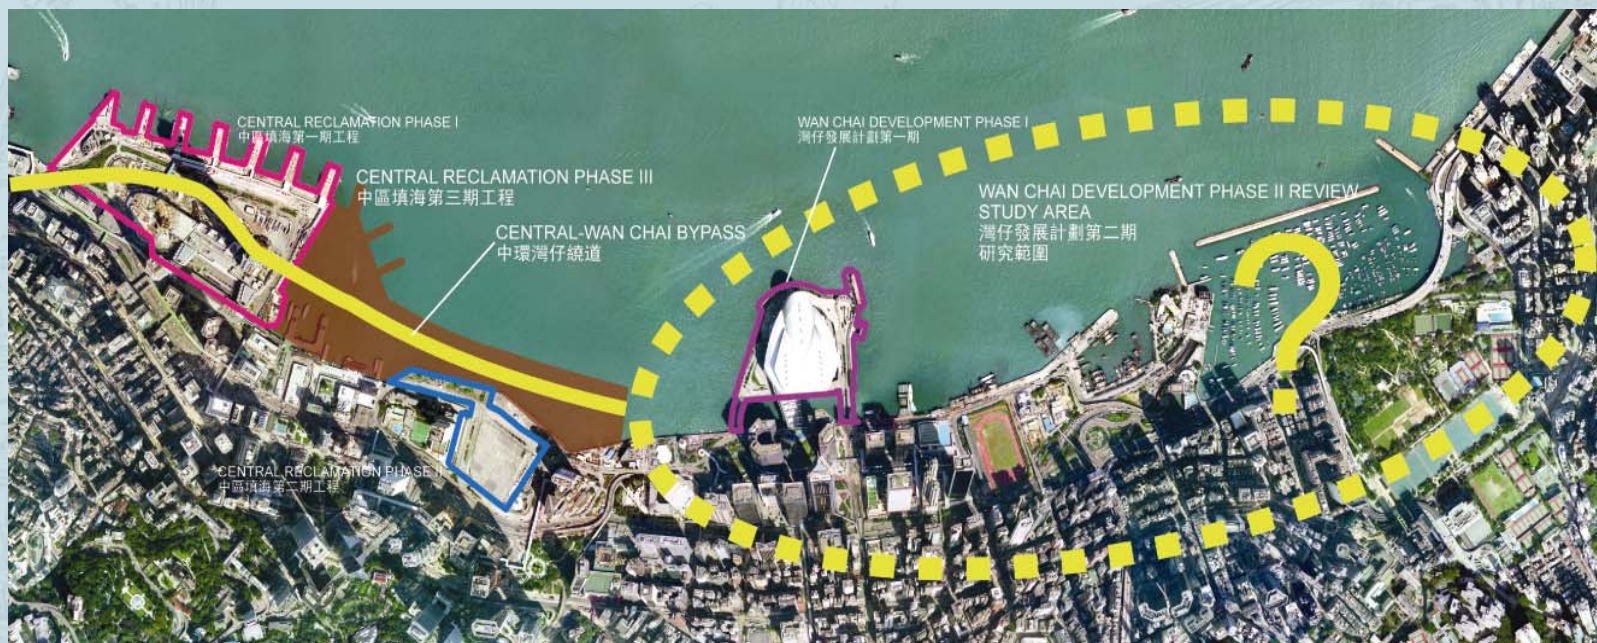 CENTRAL RECLAMATION PHASE I
中區填海第一期工程
CENTRAL RECLAMATION PHASE III
中區填海第三期工程
CENTRAL-WAN CHAI BYPASS
中環灣仔繞道
WAN CHAI DEVELOPMENT PHASE I
灣仔發展計劃第一期
WAN CHAI DEVELOPMENT PHASE II REVIEW
STUDY AREA
灣仔發展計劃第二期
研究範圍
?
CENTRAL RECLAMATION PHASE II
中區填海第二期工程